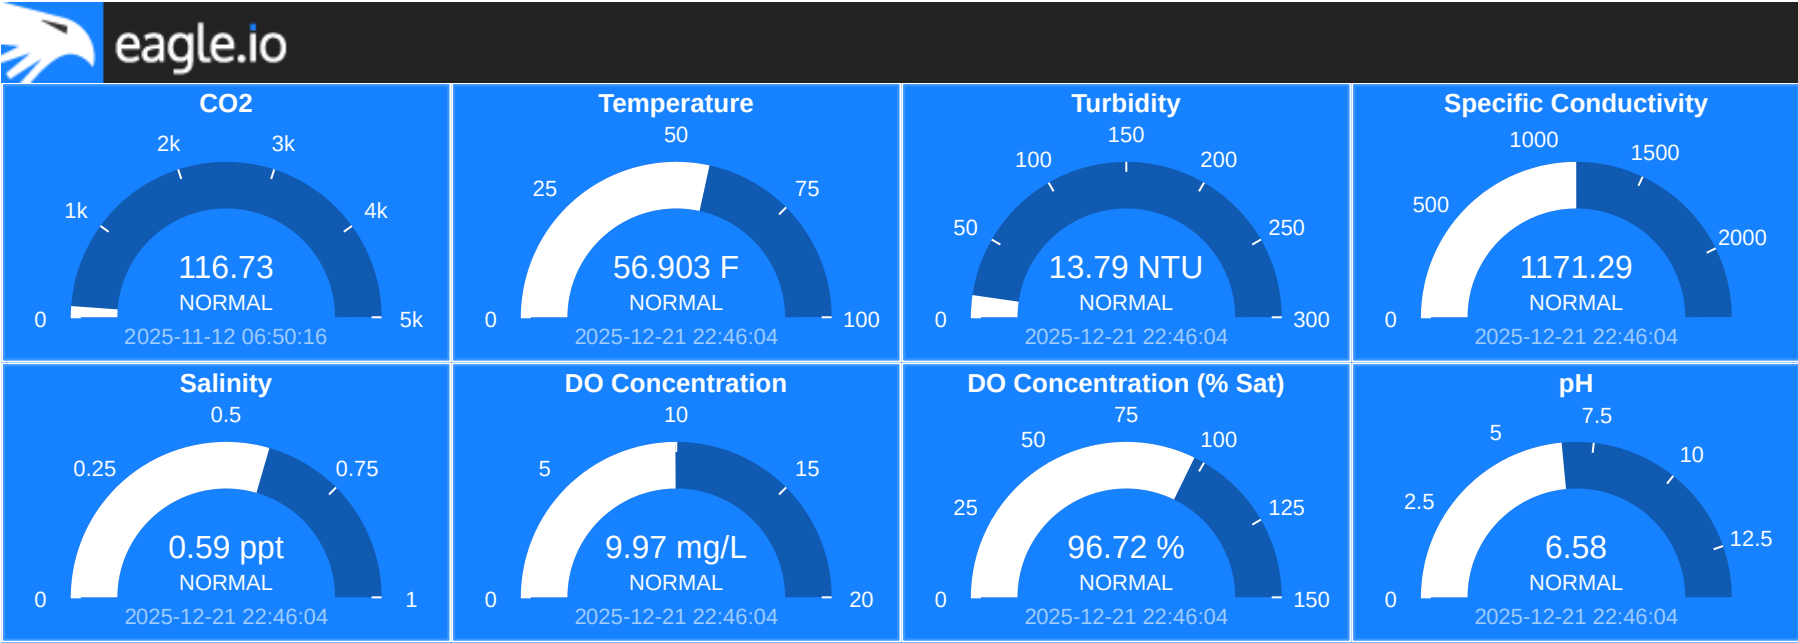 eagle.io
CO2
0
1k
2k
3k
4k
5k
116.73
NORMAL
2025-11-12 06:50:16
Temperature
0
25
50
75
100
56.903 F
NORMAL
2025-12-21 22:46:04
Turbidity
0
50
100
150
200
250
300
13.79 NTU
NORMAL
2025-12-21 22:46:04
Specific Conductivity
0
500
1000
1500
2000
1171.29
NORMAL
2025-12-21 22:46:04
Salinity
0
0.25
0.5
0.75
1
0.59 ppt
NORMAL
2025-12-21 22:46:04
DO Concentration
0
5
10
15
20
9.97 mg/L
NORMAL
2025-12-21 22:46:04
DO Concentration (% Sat)
0
25
50
75
100
125
150
96.72 %
NORMAL
2025-12-21 22:46:04
pH
0
2.5
5
7.5
10
12.5
6.58
NORMAL
2025-12-21 22:46:04